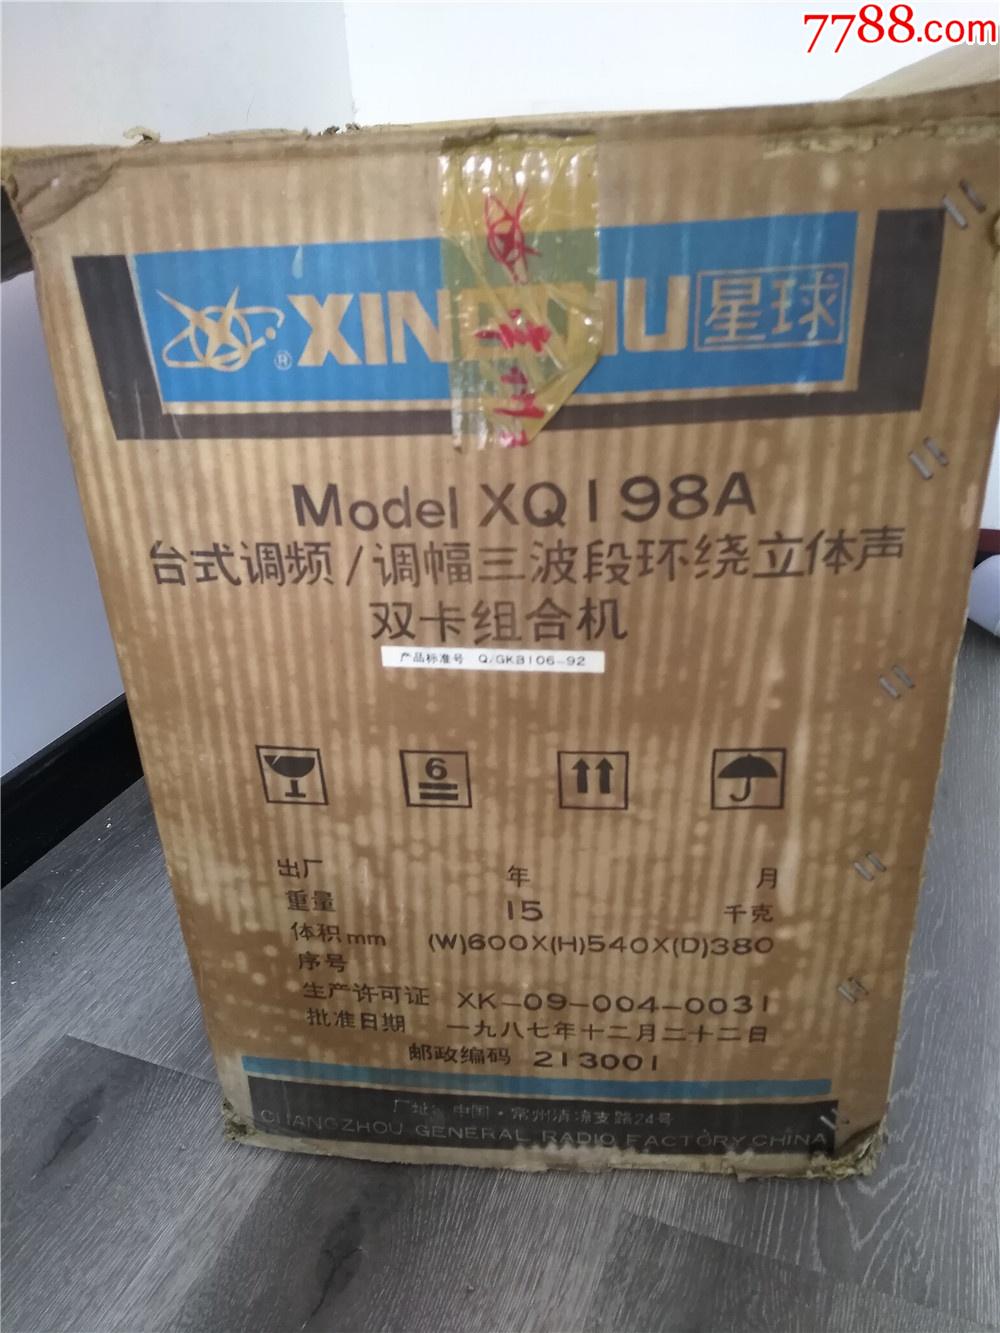 7788.com
XINGQIU 星球
®
Model XQ198A
台式调频/调幅三波段环绕立体声
双卡组合机
产品标准号 Q/GKB106-92
6
出厂 年 月
重量 15 千克
体积mm (W)600X(H)540X(D)380
序号
生产许可证 XK-09-004-0031
批准日期 一九八七年十二月二十二日
邮政编码 213001
厂址: 中国·常州清凉支路24号
CHANGZHOU GENERAL RADIO FACTORY CHINA